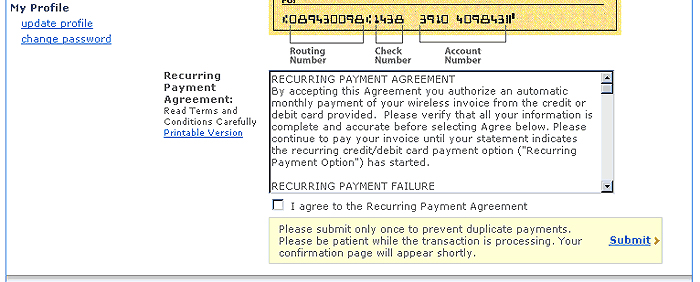 My Profile
update profile
change password
⑆089430098⑆1438 3910 4098431⑈
Routing Number
Check Number
Account Number
Recurring
Payment
Agreement:
Read Terms and
Conditions Carefully
Printable Version
RECURRING PAYMENT AGREEMENT
By accepting this Agreement you authorize an automatic
monthly payment of your wireless invoice from the credit or
debit card provided.  Please verify that all your information is
complete and accurate before selecting Agree below. Please
continue to pay your invoice until your statement indicates
the recurring credit/debit card payment option ("Recurring
Payment Option") has started.
RECURRING PAYMENT FAILURE
I agree to the Recurring Payment Agreement
Please submit only once to prevent duplicate payments.
Please be patient while the transaction is processing. Your
confirmation page will appear shortly.
Submit